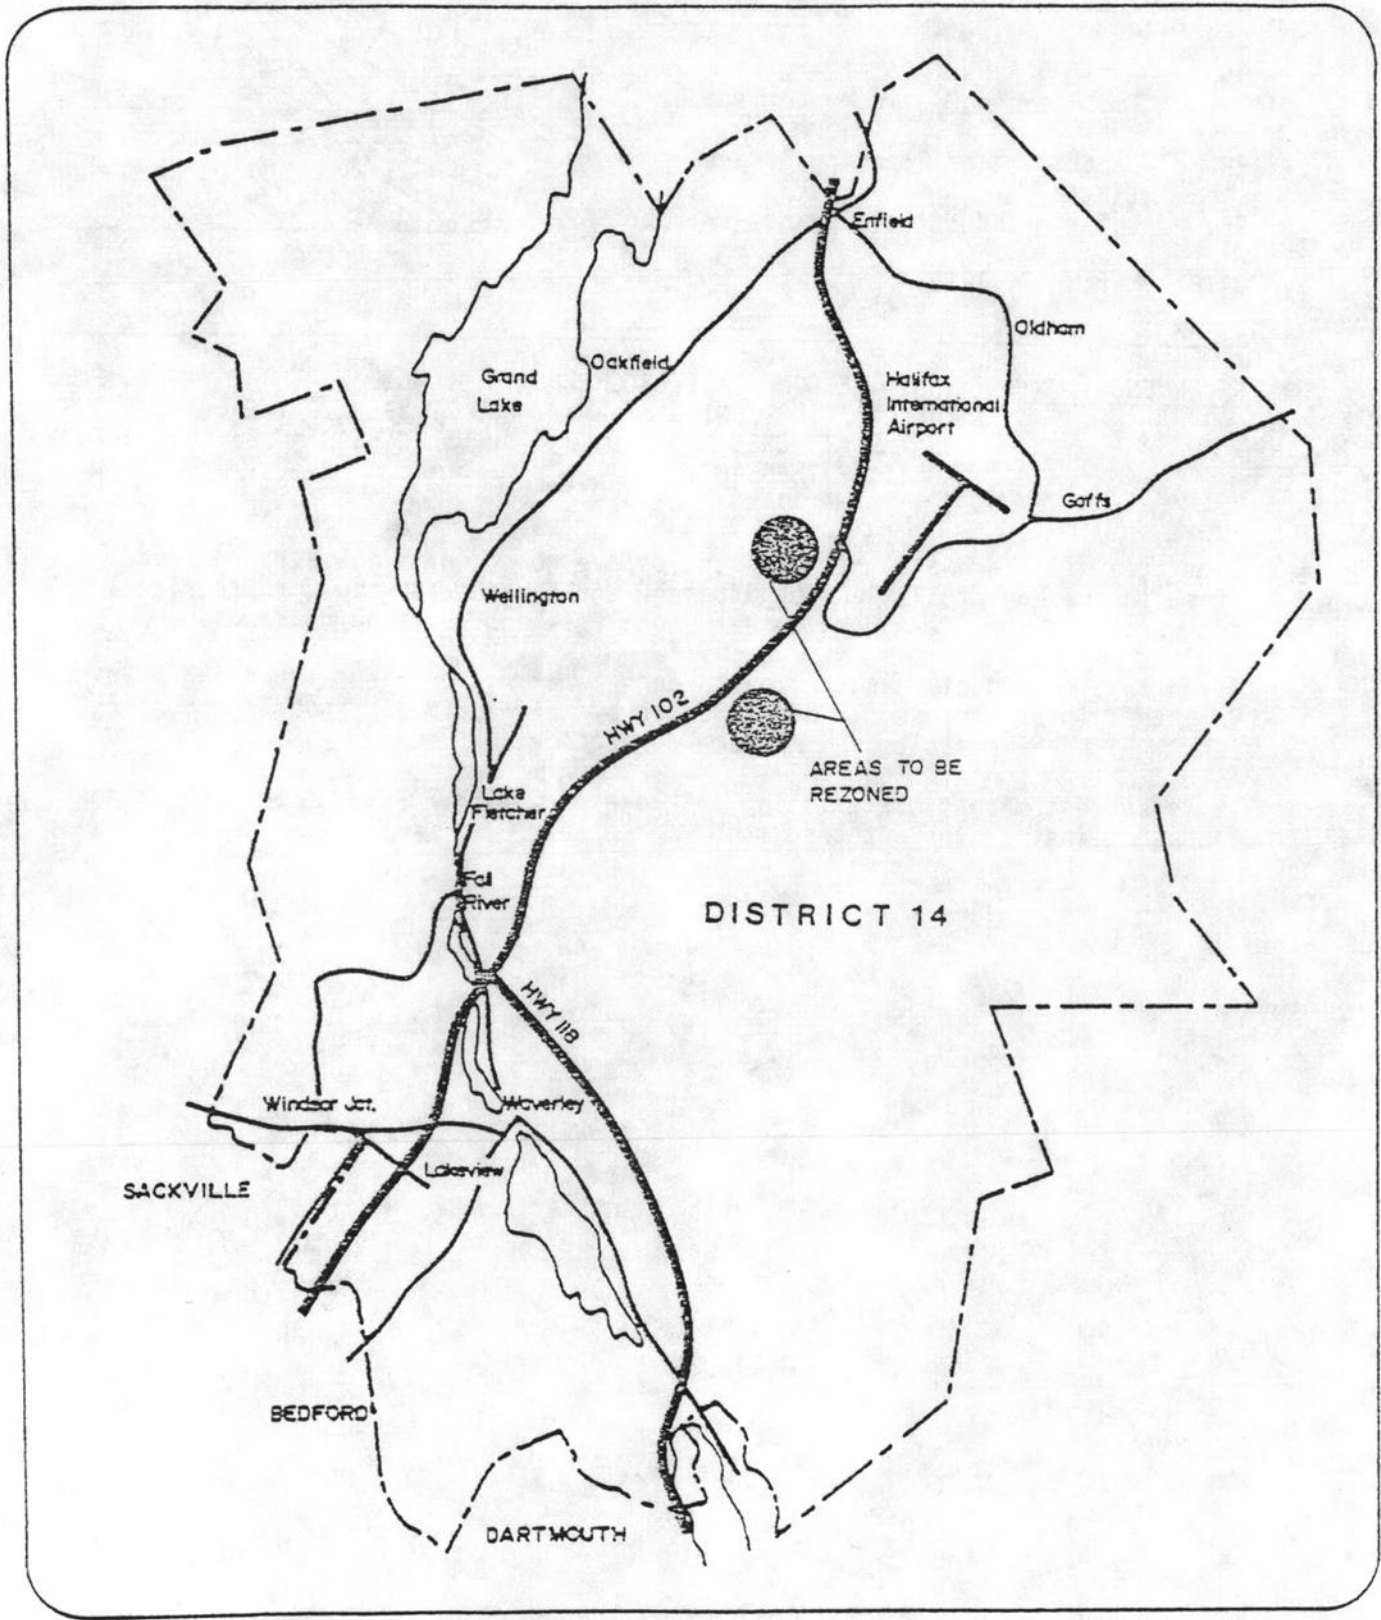 Enfield
Oldham
Oakfield
Grand
Lake
Halifax
International
Airport
Goffs
Wellington
HWY 102
AREAS TO BE
REZONED
Lake
Fletcher
Fall
River
DISTRICT 14
HWY 118
Windsor Jct.
Waverley
Lakeview
SACKVILLE
BEDFORD
DARTMOUTH